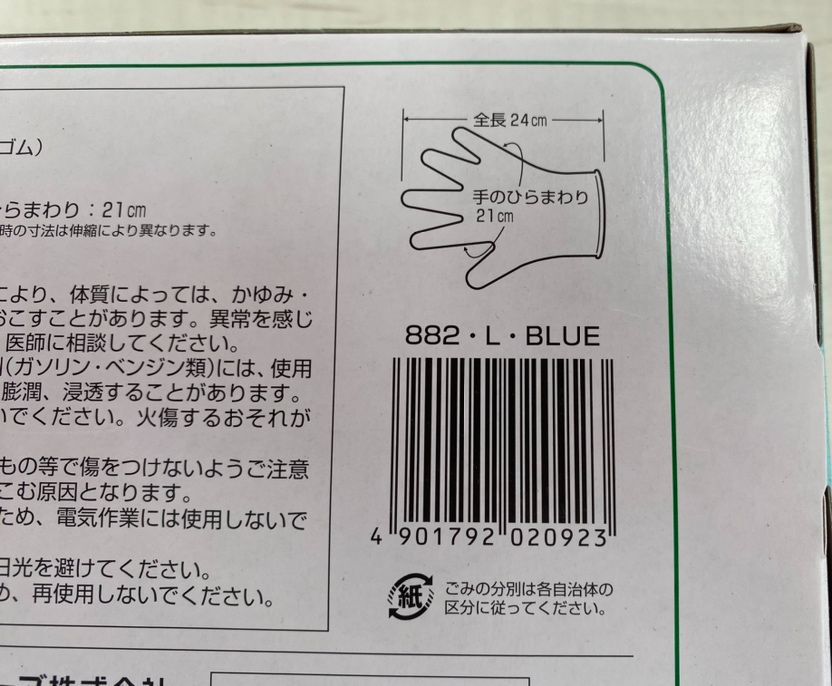 ゴム）
らまわり：21㎝
時の寸法は伸縮により異なります。
により、体質によっては、かゆみ・
おこすことがあります。異常を感じ
医師に相談してください。
（ガソリン・ベンジン類）には、使用
膨潤、浸透することがあります。
いでください。火傷するおそれが
もの等で傷をつけないようご注意
こむ原因となります。
ため、電気作業には使用しないで
日光を避けてください。
め、再使用しないでください。
全長24㎝
手のひらまわり
21㎝
882・L・BLUE
4 901792 020923
紙
ごみの分別は各自治体の
区分に従ってください。
ーブ株式会社